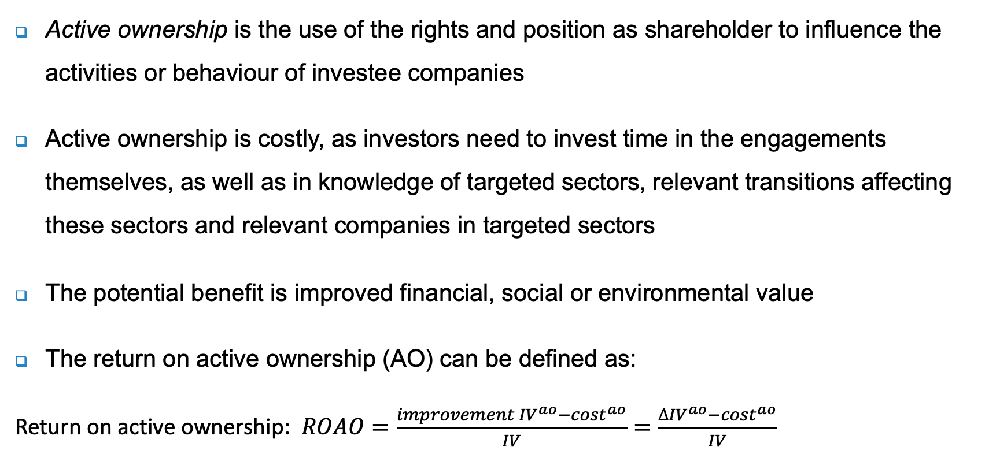 Active ownership is the use of the rights and position as shareholder to influence the
activities or behaviour of investee companies
Active ownership is costly, as investors need to invest time in the engagements
themselves, as well as in knowledge of targeted sectors, relevant transitions affecting
these sectors and relevant companies in targeted sectors
The potential benefit is improved financial, social or environmental value
The return on active ownership (AO) can be defined as:
Return on active ownership: ROAO = (improvement IV^ao − cost^ao) / IV = (ΔIV^ao − cost^ao) / IV